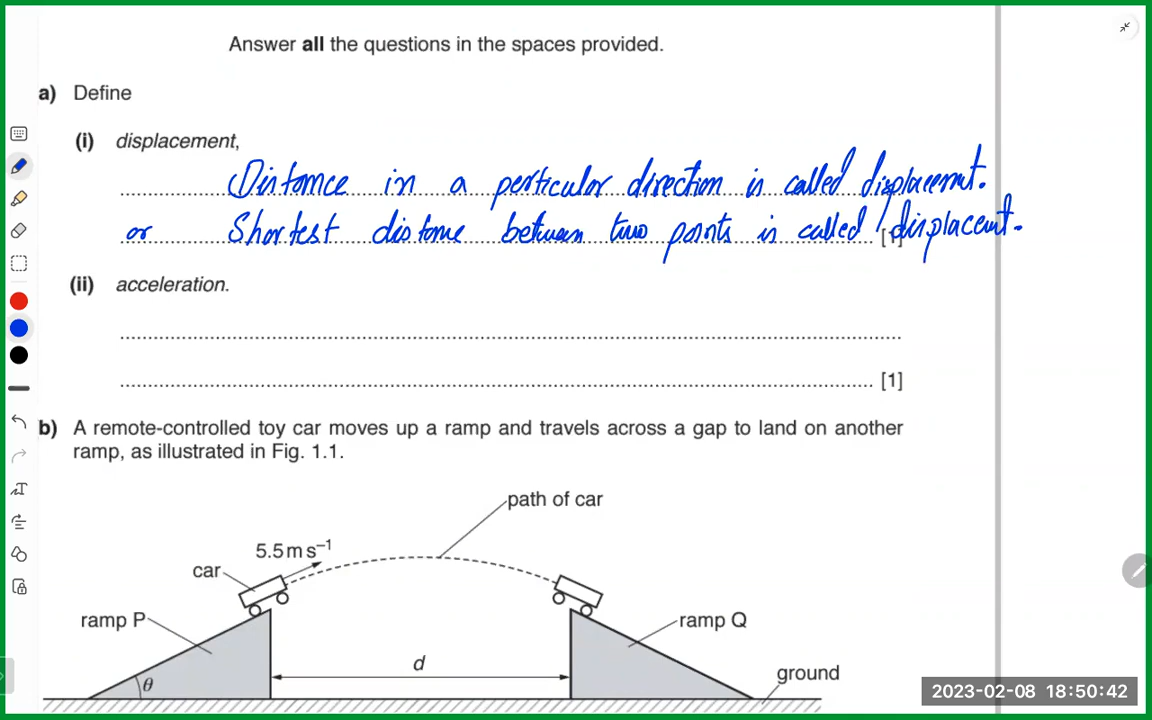 Answer all the questions in the spaces provided.
a) Define
(i) displacement,
Distance in a perticular direction is called displacemnt.
or Shortest distance between two points is called displacent. [1]
(ii) acceleration.
[1]
b) A remote-controlled toy car moves up a ramp and travels across a gap to land on another
ramp, as illustrated in Fig. 1.1.
path of car
5.5 m s⁻¹
car
ramp P
ramp Q
d
θ
ground
2023-02-08 18:50:42